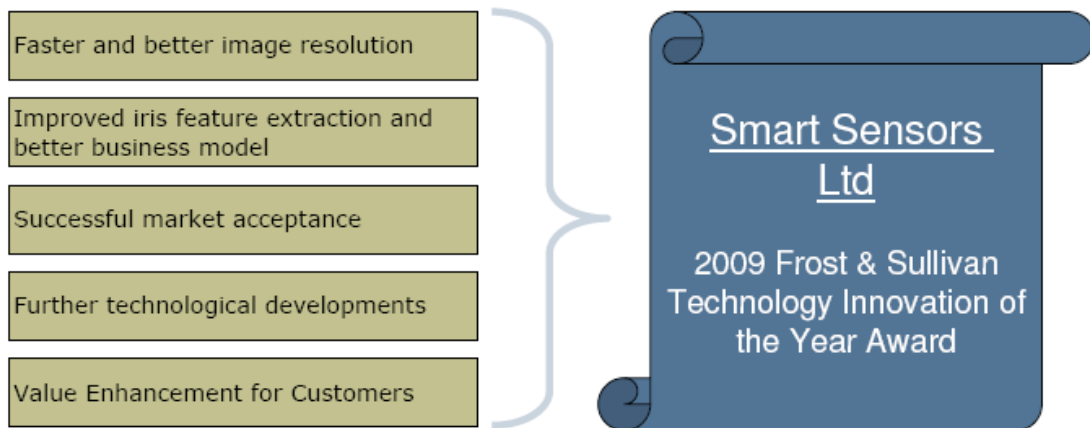 Faster and better image resolution
Improved iris feature extraction and
better business model
Successful market acceptance
Further technological developments
Value Enhancement for Customers
Smart Sensors
Ltd
2009 Frost & Sullivan
Technology Innovation of
the Year Award